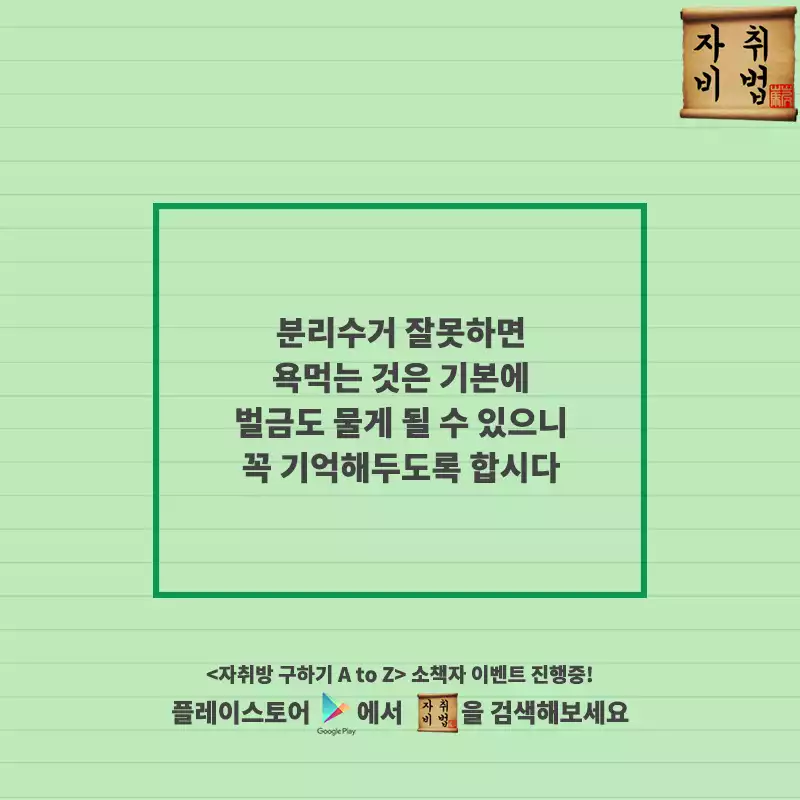 자취
비법
분리수거 잘못하면
욕먹는 것은 기본에
벌금도 물게 될 수 있으니
꼭 기억해두도록 합시다
<자취방 구하기 A to Z> 소책자 이벤트 진행중!
플레이스토어 Google Play 에서 자취비법 을 검색해보세요